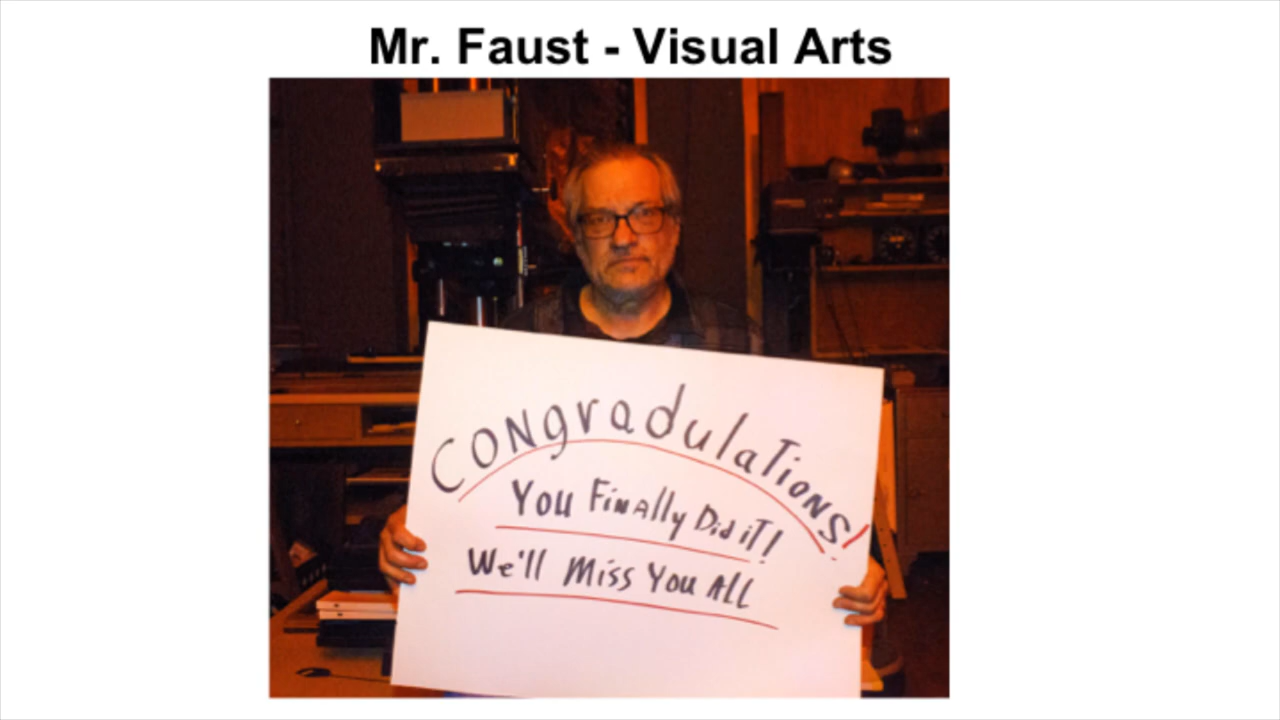 Mr. Faust - Visual Arts
CONgradulaTioNS!
You FiNAlly Did iT!
We'll Miss You All